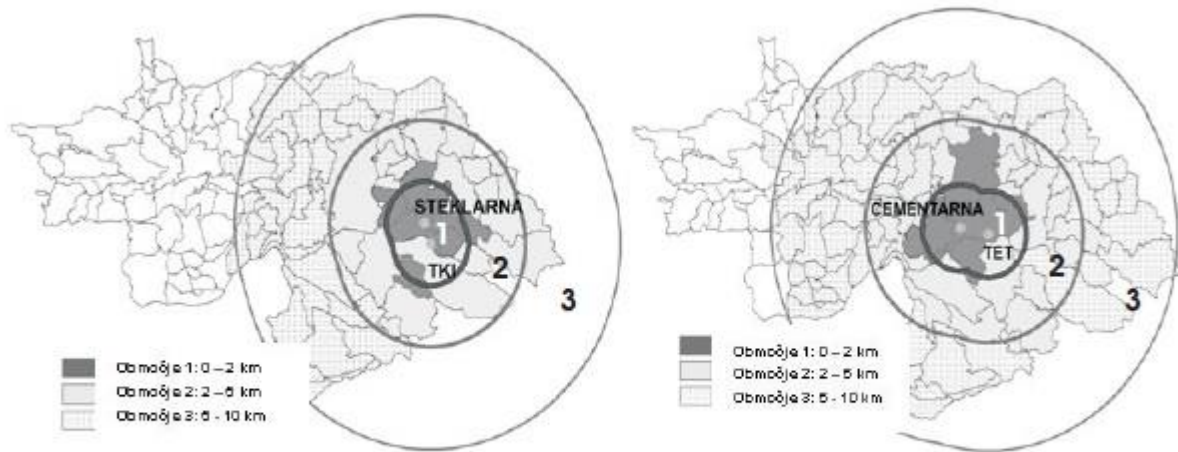 STEKLARNA
1
TKI
2
3
Območje 1: 0 – 2 km
Območje 2: 2 – 5 km
Območje 3: 5 - 10 km
CEMENTARNA
1
TET
2
3
Območje 1: 0 – 2 km
Območje 2: 2 – 5 km
Območje 3: 5 - 10 km